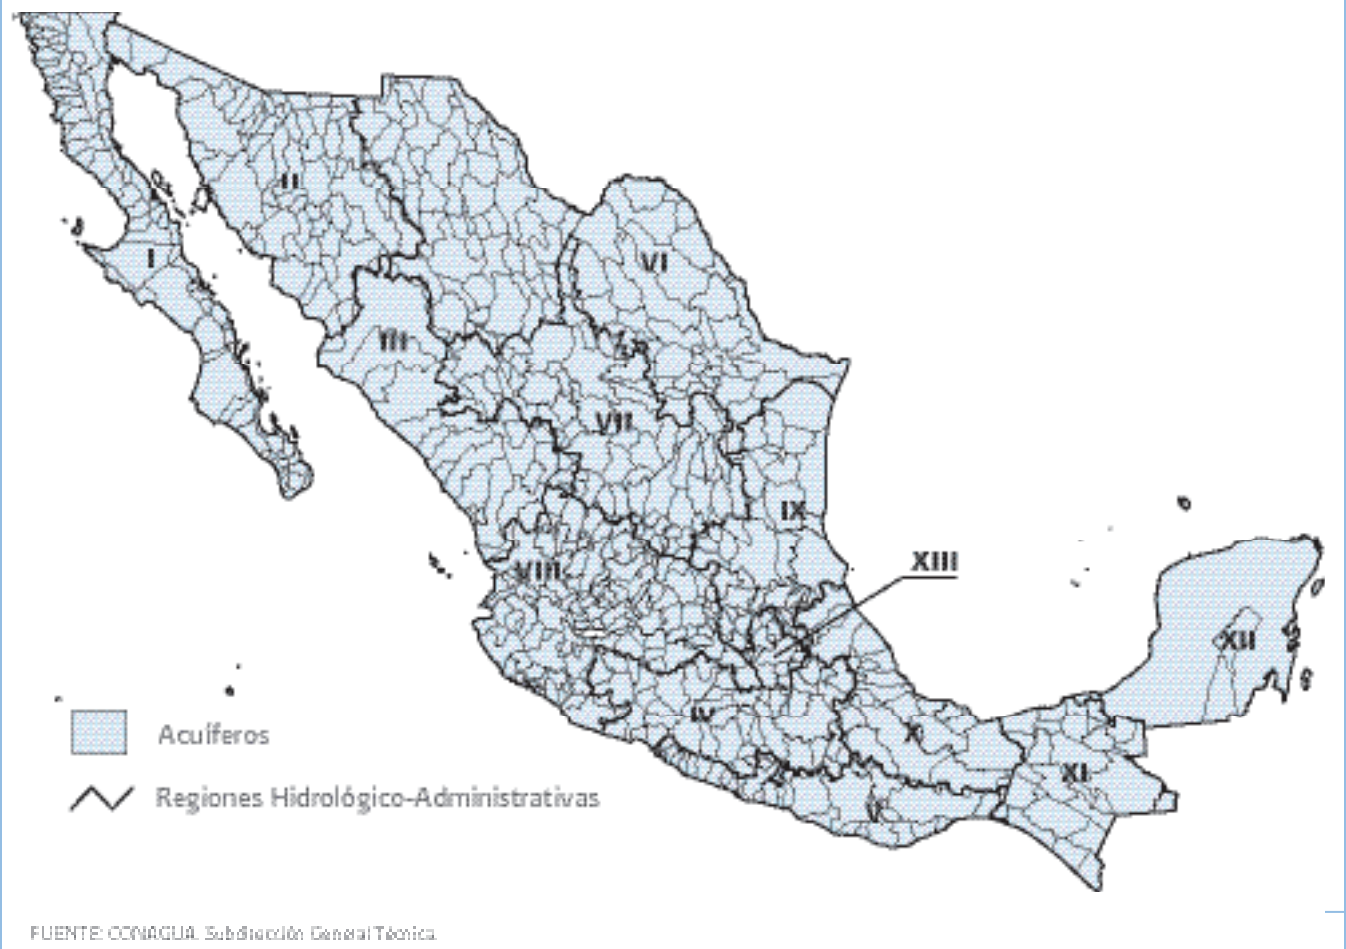 II
I
VI
III
VII
IX
XIII
VIII
XII
IV
X
XI
V
Acuíferos
Regiones Hidrológico-Administrativas
FUENTE: CONAGUA. Subdirección General Técnica.